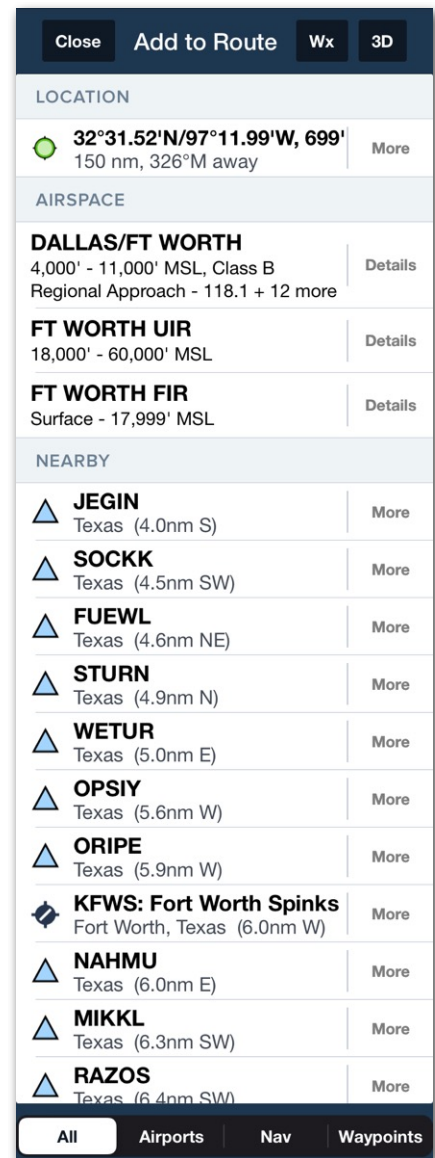 Close Add to Route Wx 3D
LOCATION
32°31.52'N/97°11.99'W, 699' More
150 nm, 326°M away
AIRSPACE
DALLAS/FT WORTH
4,000' - 11,000' MSL, Class B Details
Regional Approach - 118.1 + 12 more
FT WORTH UIR Details
18,000' - 60,000' MSL
FT WORTH FIR Details
Surface - 17,999' MSL
NEARBY
JEGIN More
Texas (4.0nm S)
SOCKK More
Texas (4.5nm SW)
FUEWL More
Texas (4.6nm NE)
STURN More
Texas (4.9nm N)
WETUR More
Texas (5.0nm E)
OPSIY More
Texas (5.6nm W)
ORIPE More
Texas (5.9nm W)
KFWS: Fort Worth Spinks More
Fort Worth, Texas (6.0nm W)
NAHMU More
Texas (6.0nm E)
MIKKL More
Texas (6.3nm SW)
RAZOS More
Texas (6.4nm SW)
All Airports Nav Waypoints